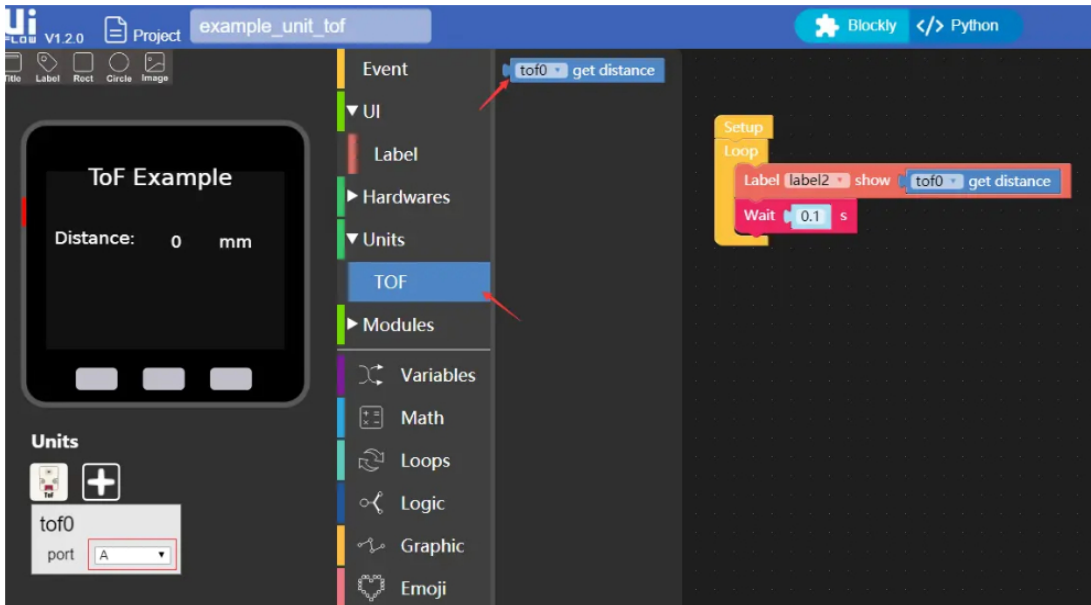 Ui
FLOW V1.2.0 Project example_unit_tof Blockly </> Python
Title Label Rect Circle Image
ToF Example
Distance: 0 mm
Units
ToF
tof0
port A
Event
UI
Label
Hardwares
Units
TOF
Modules
Variables
Math
Loops
Logic
Graphic
Emoji
tof0 get distance
Setup
Loop
Label label2 show tof0 get distance
Wait 0.1 s